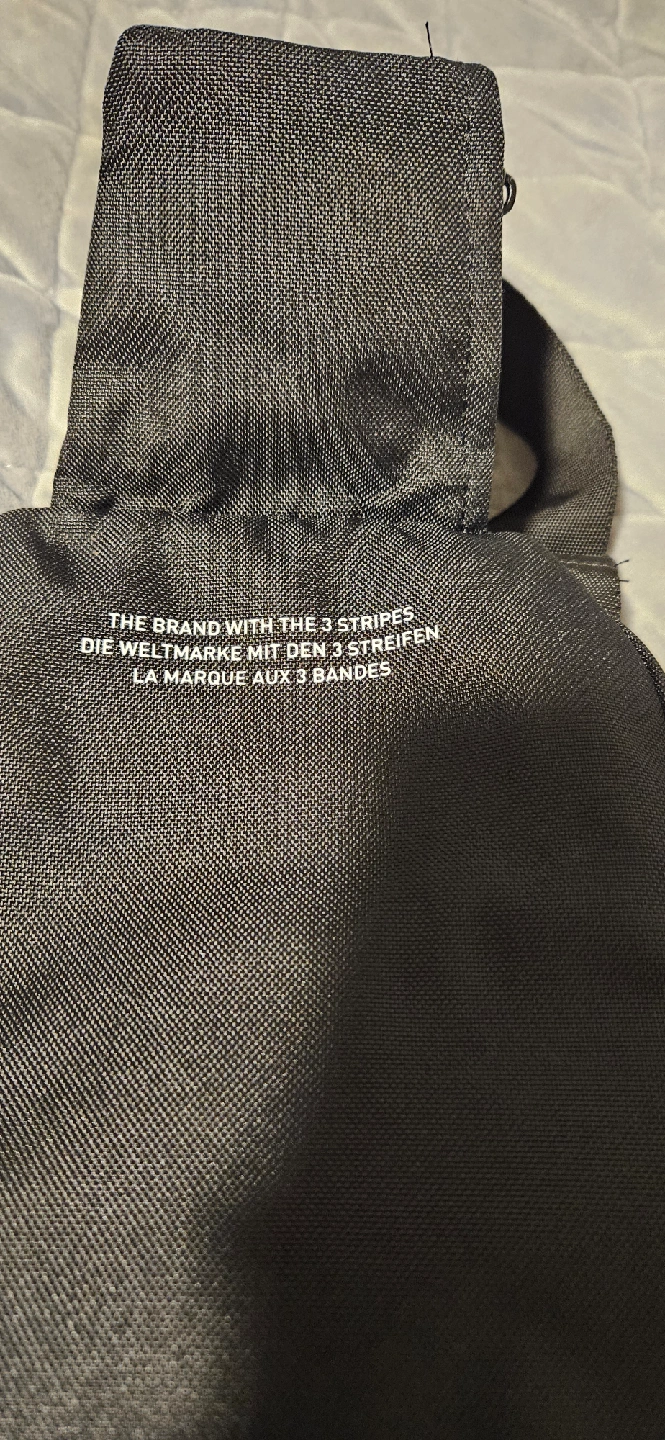 THE BRAND WITH THE 3 STRIPES
DIE WELTMARKE MIT DEN 3 STREIFEN
LA MARQUE AUX 3 BANDES